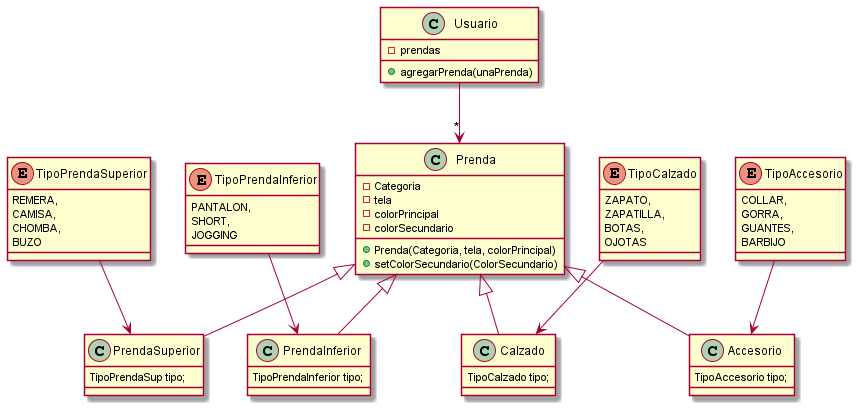 C Usuario
prendas
agregarPrenda(unaPrenda)
*
E TipoPrendaSuperior
REMERA,
CAMISA,
CHOMBA,
BUZO
E TipoPrendaInferior
PANTALON,
SHORT,
JOGGING
C Prenda
Categoria
tela
colorPrincipal
colorSecundario
Prenda(Categoria, tela, colorPrincipal)
setColorSecundario(ColorSecundario)
E TipoCalzado
ZAPATO,
ZAPATILLA,
BOTAS,
OJOTAS
E TipoAccesorio
COLLAR,
GORRA,
GUANTES,
BARBIJO
C PrendaSuperior
TipoPrendaSup tipo;
C PrendaInferior
TipoPrendaInferior tipo;
C Calzado
TipoCalzado tipo;
C Accesorio
TipoAccesorio tipo;